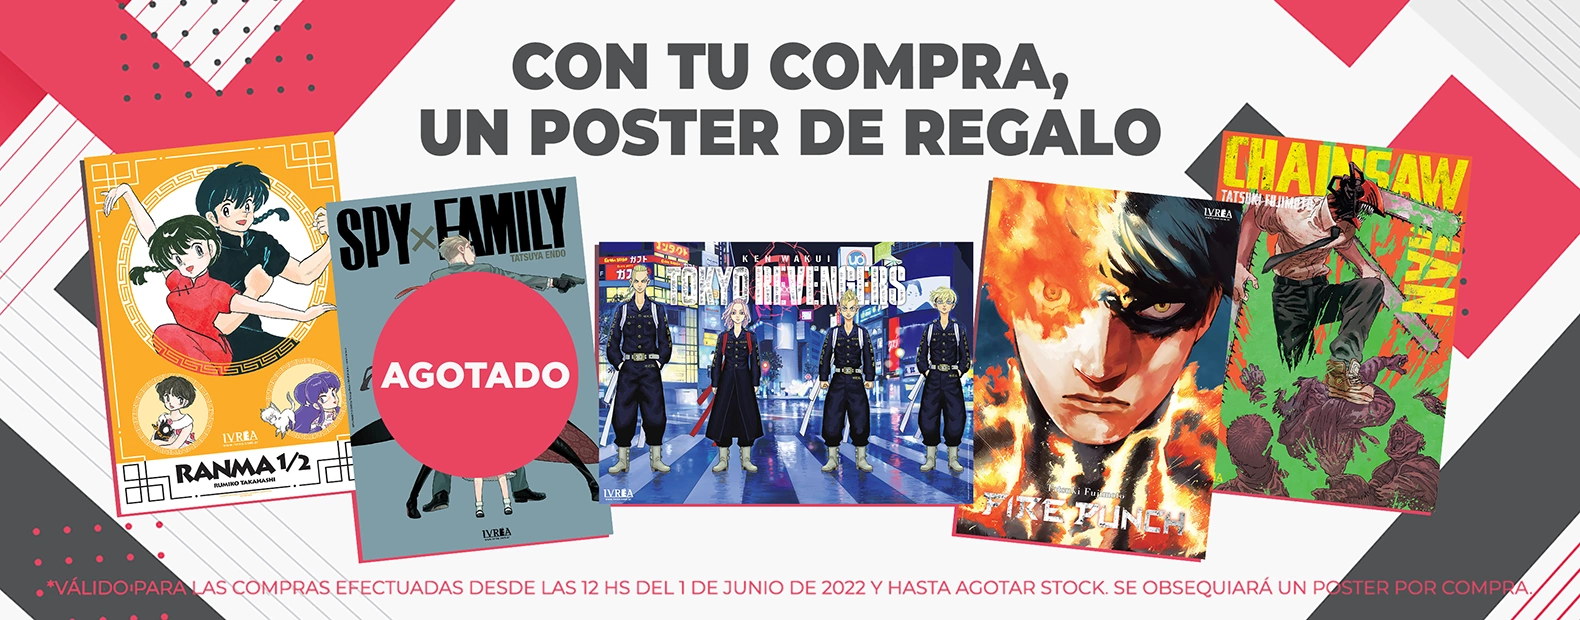 CON TU COMPRA,
UN POSTER DE REGALO
IVREA
RANMA 1/2
RUMIKO TAKAHASHI
SPY×FAMILY
TATSUYA ENDO
AGOTADO
IVREA
KEN WAKUI
TOKYO REVENGERS
IVREA
IVREA
Tatsuki Fujimoto
FIRE PUNCH
CHAINSAW
TATSUKI FUJIMOTO
MAN
*VÁLIDO PARA LAS COMPRAS EFECTUADAS DESDE LAS 12 HS DEL 1 DE JUNIO DE 2022 Y HASTA AGOTAR STOCK. SE OBSEQUIARÁ UN POSTER POR COMPRA.